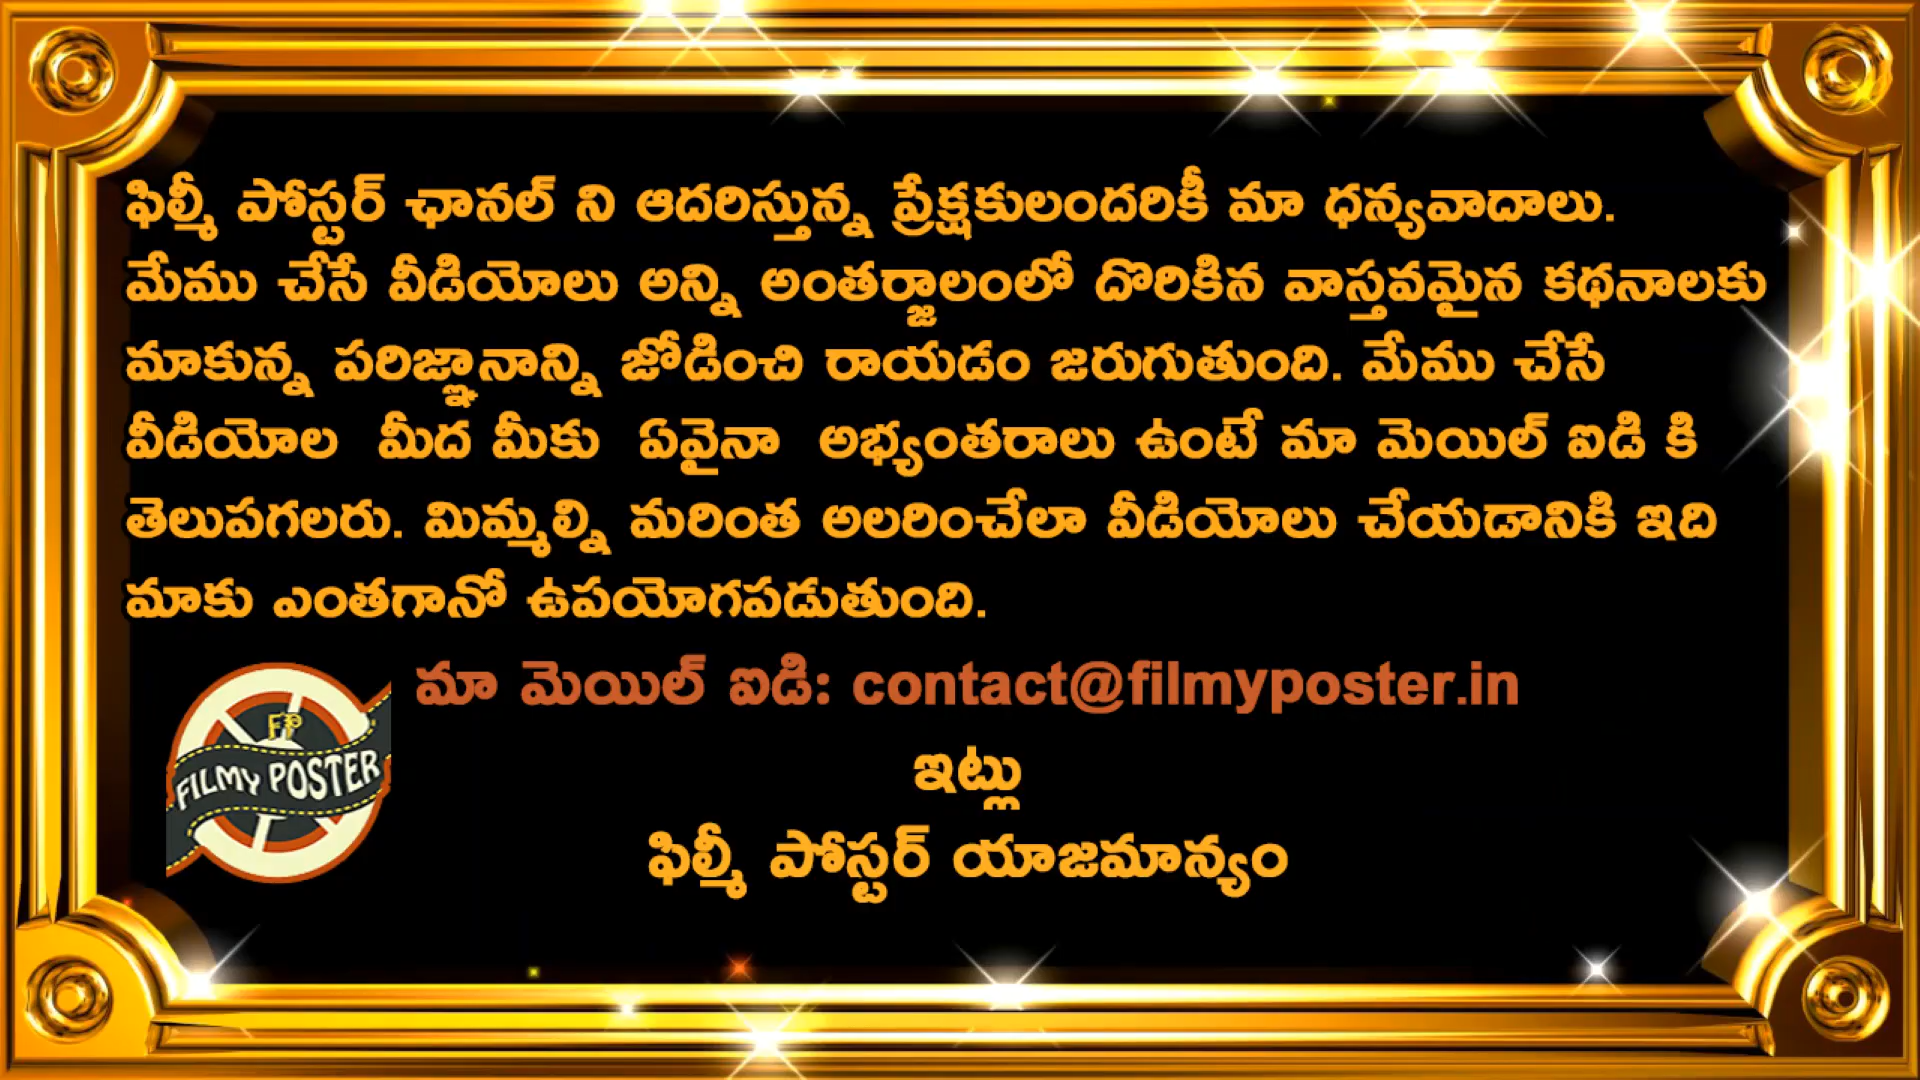 ఫిల్మీ పోస్టర్ ఛానల్ ని ఆదరిస్తున్న ప్రేక్షకులందరికీ మా ధన్యవాదాలు.
మేము చేసే వీడియోలు అన్ని అంతర్జాలంలో దొరికిన వాస్తవమైన కథనాలకు
మాకున్న పరిజ్ఞానాన్ని జోడించి రాయడం జరుగుతుంది. మేము చేసే
వీడియోల మీద మీకు ఏవైనా అభ్యంతరాలు ఉంటే మా మెయిల్ ఐడి కి
తెలుపగలరు. మిమ్మల్ని మరింత అలరించేలా వీడియోలు చేయడానికి ఇది
మాకు ఎంతగానో ఉపయోగపడుతుంది.
మా మెయిల్ ఐడి: contact@filmyposter.in
FP
FILMY POSTER
ఇట్లు
ఫిల్మీ పోస్టర్ యాజమాన్యం